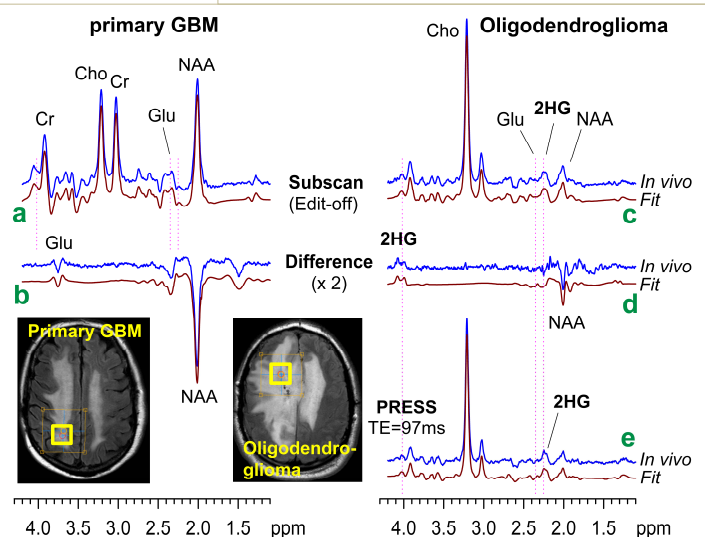 primary GBM
Oligodendroglioma
Cho
NAA
Cho
Cr
Cr
Glu
Glu
2HG
NAA
Subscan
(Edit-off)
In vivo
Fit
a
c
2HG
Glu
Difference
(x 2)
In vivo
Fit
b
d
NAA
Primary GBM
NAA
PRESS
TE=97ms
2HG
e
Oligodendro-
glioma
In vivo
Fit
4.0 3.5 3.0 2.5 2.0 1.5 ppm
4.0 3.5 3.0 2.5 2.0 1.5 ppm